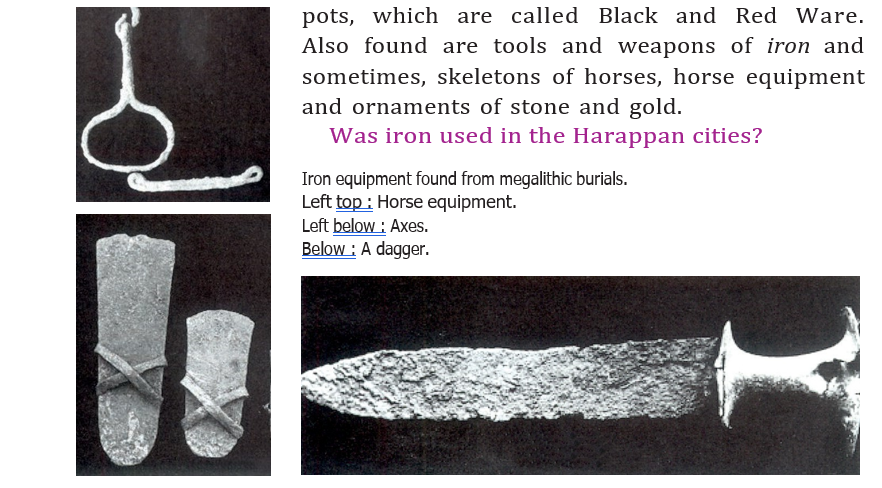 pots, which are called Black and Red Ware.
Also found are tools and weapons of iron and
sometimes, skeletons of horses, horse equipment
and ornaments of stone and gold.
Was iron used in the Harappan cities?
Iron equipment found from megalithic burials.
Left top : Horse equipment.
Left below : Axes.
Below : A dagger.